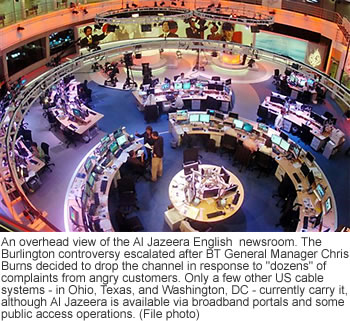 An overhead view of the Al Jazeera English newsroom. The
Burlington controversy escalated after BT General Manager Chris
Burns decided to drop the channel in response to "dozens" of
complaints from angry customers. Only a few other US cable
systems - in Ohio, Texas, and Washington, DC - currently carry it,
although Al Jazeera is available via broadband portals and some
public access operations. (File photo)